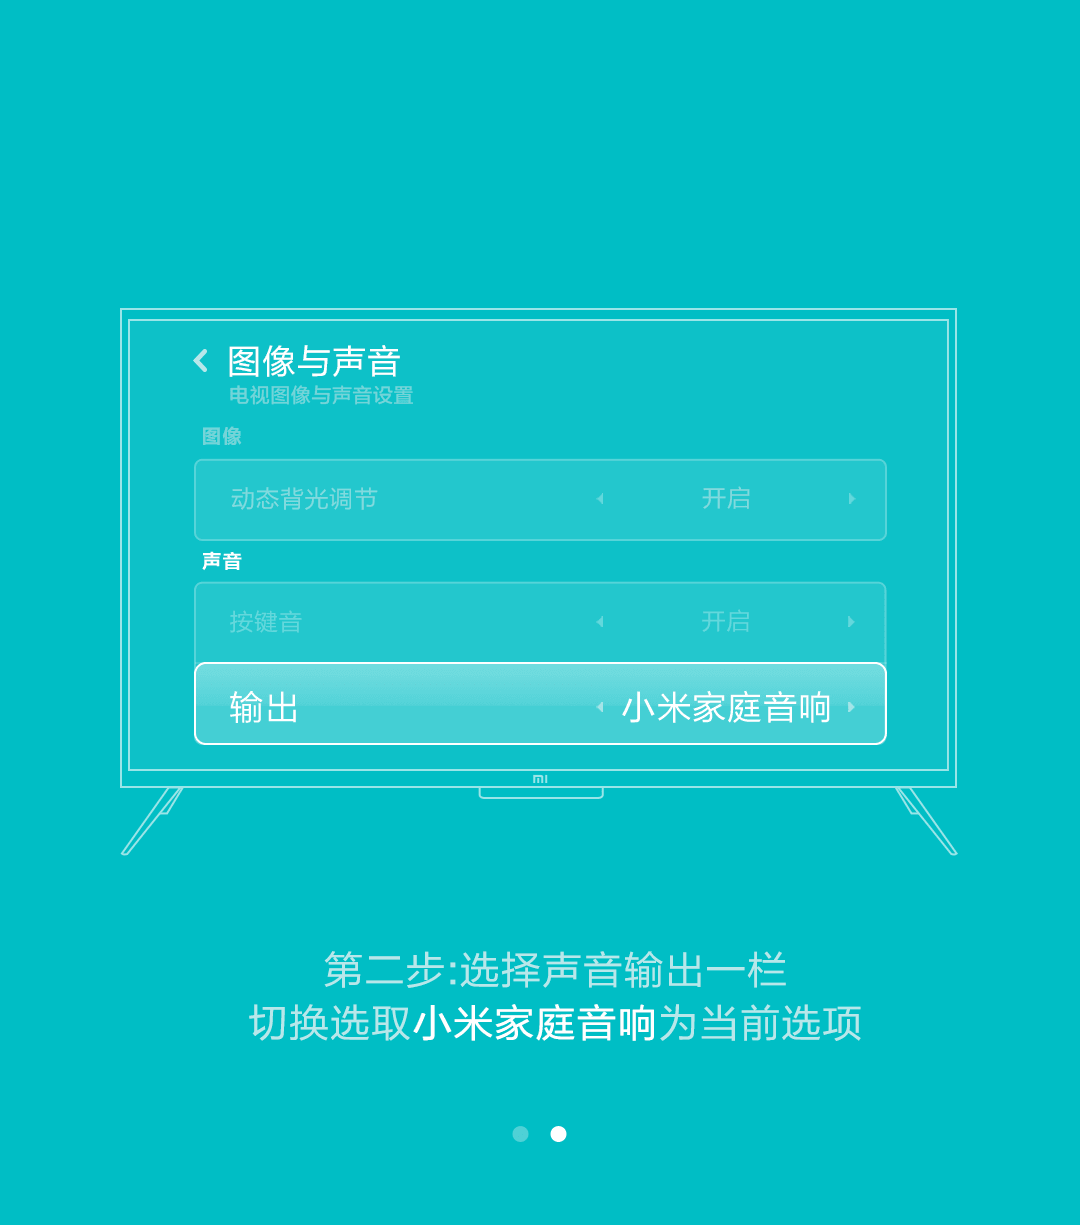 图像与声音
电视图像与声音设置
图像
动态背光调节 开启
声音
按键音 开启
输出 小米家庭音响
mi
第二步:选择声音输出一栏
切换选取小米家庭音响为当前选项